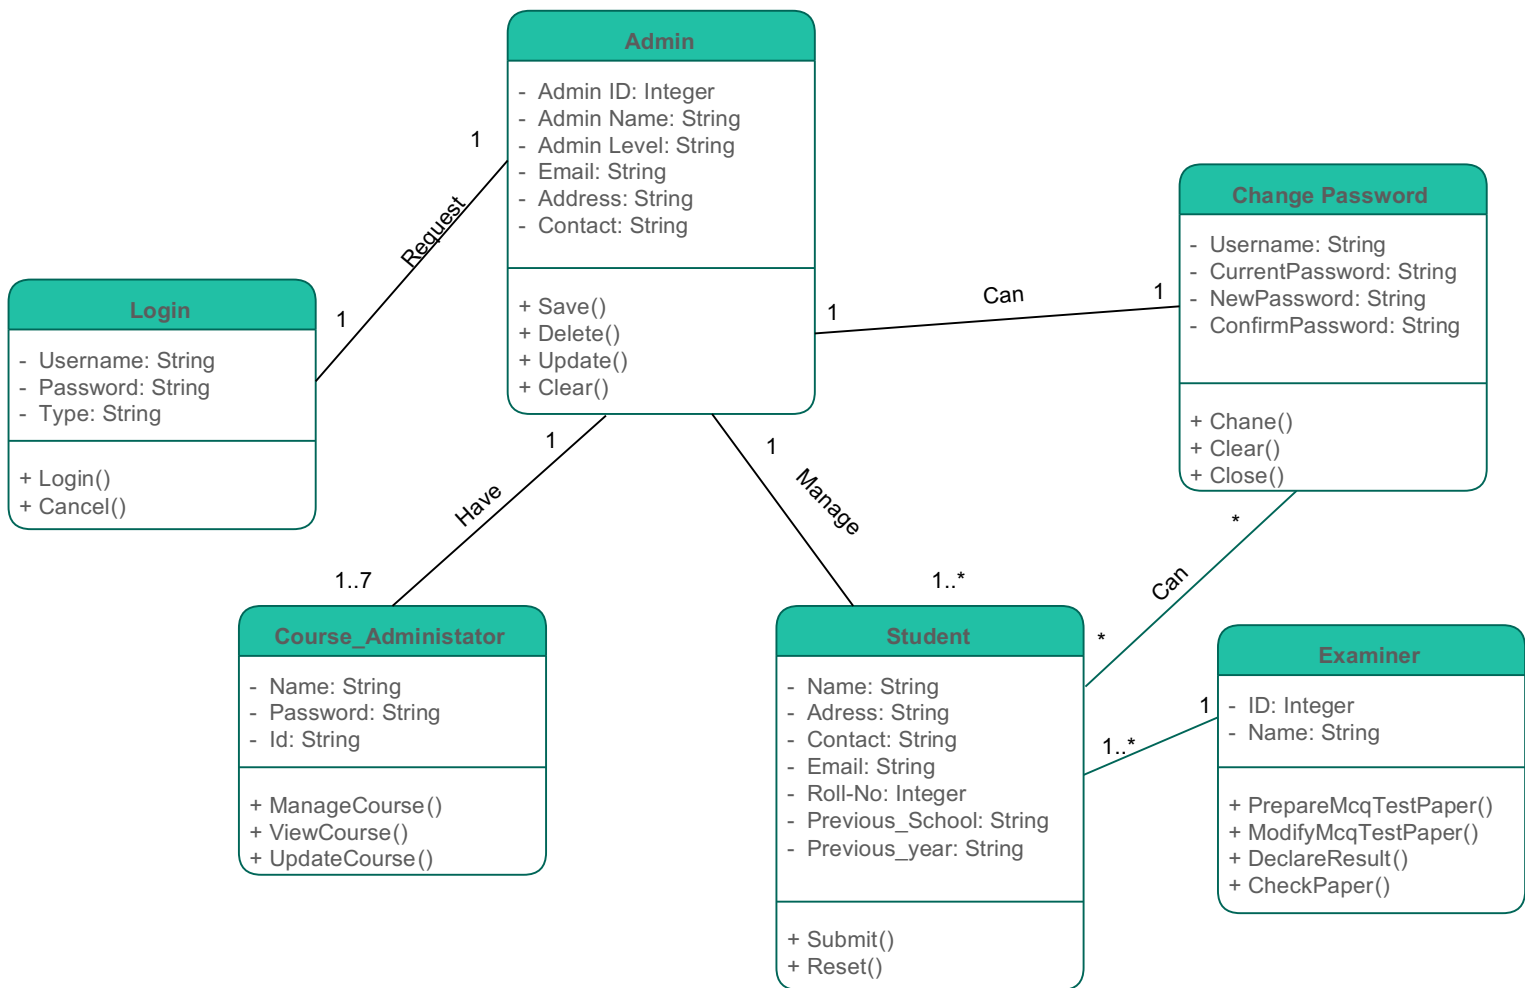 Admin
- Admin ID: Integer
- Admin Name: String
- Admin Level: String
- Email: String
- Address: String
- Contact: String
+ Save()
+ Delete()
+ Update()
+ Clear()
1
Request
1
Login
- Username: String
- Password: String
- Type: String
+ Login()
+ Cancel()
1
Can
1
Change Password
- Username: String
- CurrentPassword: String
- NewPassword: String
- ConfirmPassword: String
+ Chane()
+ Clear()
+ Close()
1
Have
1..7
Course_Administator
- Name: String
- Password: String
- Id: String
+ ManageCourse()
+ ViewCourse()
+ UpdateCourse()
1
Manage
1..*
Student
- Name: String
- Adress: String
- Contact: String
- Email: String
- Roll-No: Integer
- Previous_School: String
- Previous_year: String
+ Submit()
+ Reset()
*
Can
*
1
1..*
Examiner
- ID: Integer
- Name: String
+ PrepareMcqTestPaper()
+ ModifyMcqTestPaper()
+ DeclareResult()
+ CheckPaper()